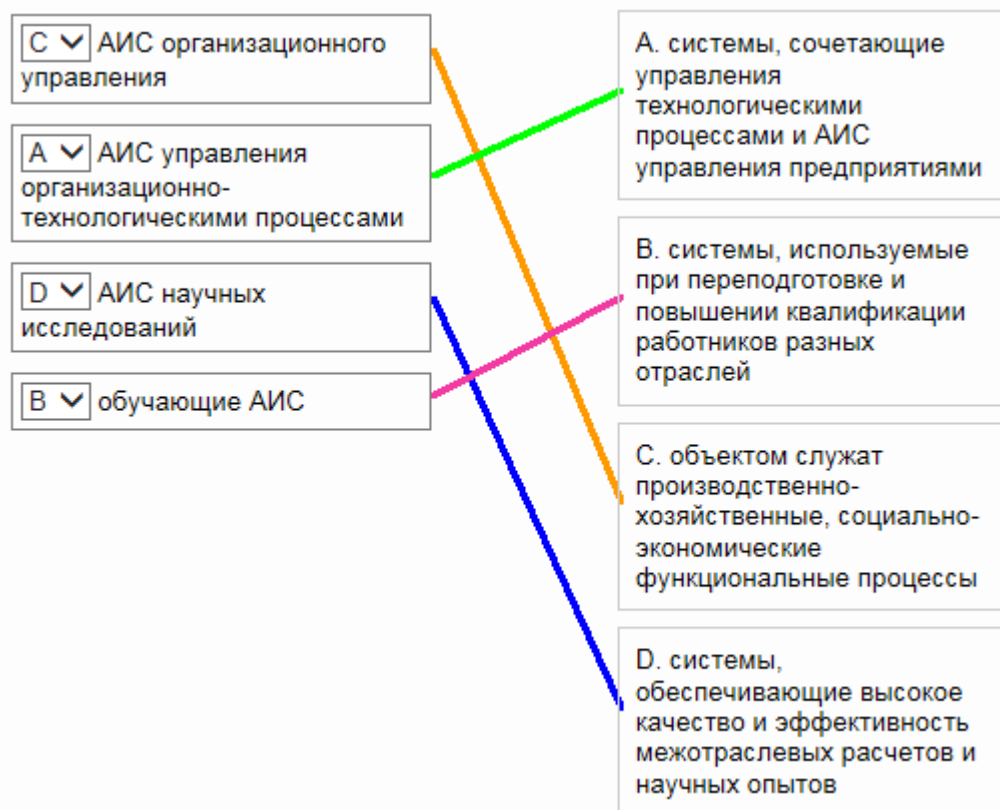 C АИС организационного
управления
A АИС управления
организационно-
технологическими процессами
D АИС научных
исследований
B обучающие АИС
A. системы, сочетающие
управления
технологическими
процессами и АИС
управления предприятиями
B. системы, используемые
при переподготовке и
повышении квалификации
работников разных
отраслей
C. объектом служат
производственно-
хозяйственные, социально-
экономические
функциональные процессы
D. системы,
обеспечивающие высокое
качество и эффективность
межотраслевых расчетов и
научных опытов